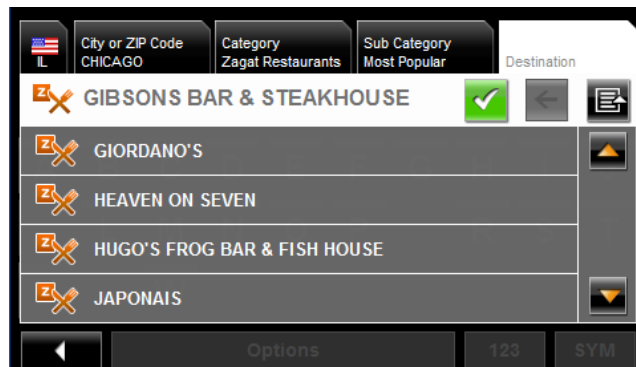 IL
City or ZIP Code
CHICAGO
Category
Zagat Restaurants
Sub Category
Most Popular
Destination
Z GIBSONS BAR & STEAKHOUSE
Z GIORDANO'S
Z HEAVEN ON SEVEN
Z HUGO'S FROG BAR & FISH HOUSE
Z JAPONAIS
Options 123 SYM